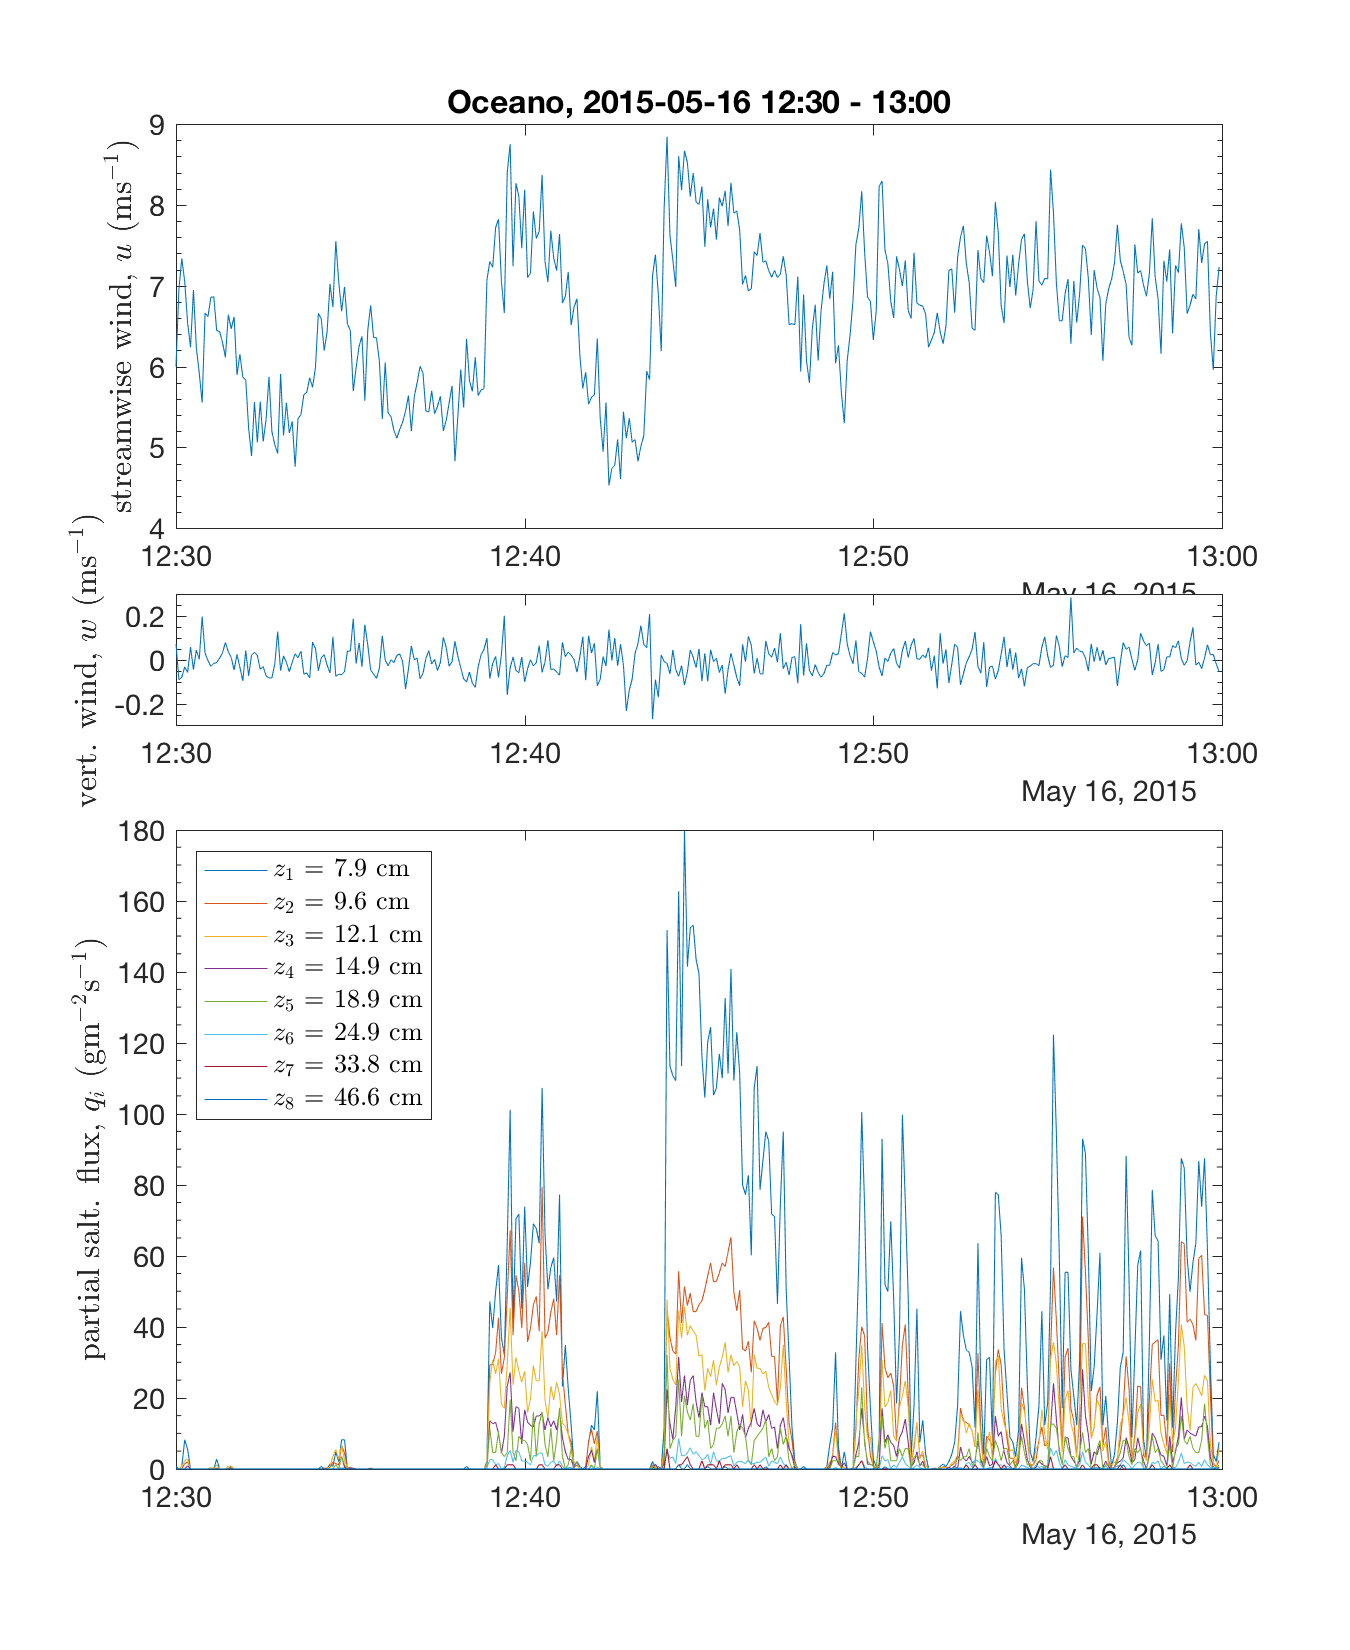 Oceano, 2015-05-16 12:30 - 13:00
streamwise wind, u (ms⁻¹)
9
8
7
6
5
4
12:30 12:40 12:50 13:00
May 16, 2015
vert. wind, w (ms⁻¹)
0.2
0
-0.2
12:30 12:40 12:50 13:00
May 16, 2015
partial salt. flux, qᵢ (gm⁻²s⁻¹)
180
160
140
120
100
80
60
40
20
0
z₁ = 7.9 cm
z₂ = 9.6 cm
z₃ = 12.1 cm
z₄ = 14.9 cm
z₅ = 18.9 cm
z₆ = 24.9 cm
z₇ = 33.8 cm
z₈ = 46.6 cm
12:30 12:40 12:50 13:00
May 16, 2015